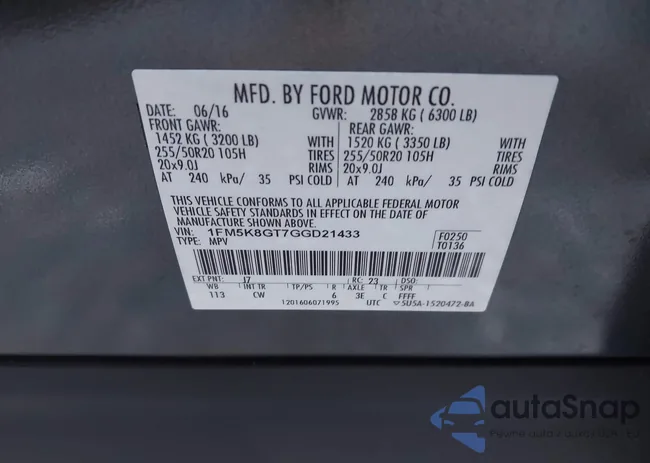 MFD. BY FORD MOTOR CO.
DATE: 06/16 GVWR: 2858 KG ( 6300 LB)
FRONT GAWR: REAR GAWR:
1452 KG ( 3200 LB) WITH 1520 KG ( 3350 LB) WITH
255/50R20 105H TIRES 255/50R20 105H TIRES
20x9.0J RIMS 20x9.0J RIMS
AT 240 kPa/ 35 PSI COLD AT 240 kPa/ 35 PSI COLD
THIS VEHICLE CONFORMS TO ALL APPLICABLE FEDERAL MOTOR
VEHICLE SAFETY STANDARDS IN EFFECT ON THE DATE OF
MANUFACTURE SHOWN ABOVE.
VIN: 1FM5K8GT7GGD21433 F0250
TYPE: MPV T0136
EXT PNT: J7 RC: 23 DSO:
WB INT TR TP/PS R AXLE TR SPR
113 CW 6 3E C FFFF
1201606071995 UTC ▽5U5A-1520472-BA
autoSnap